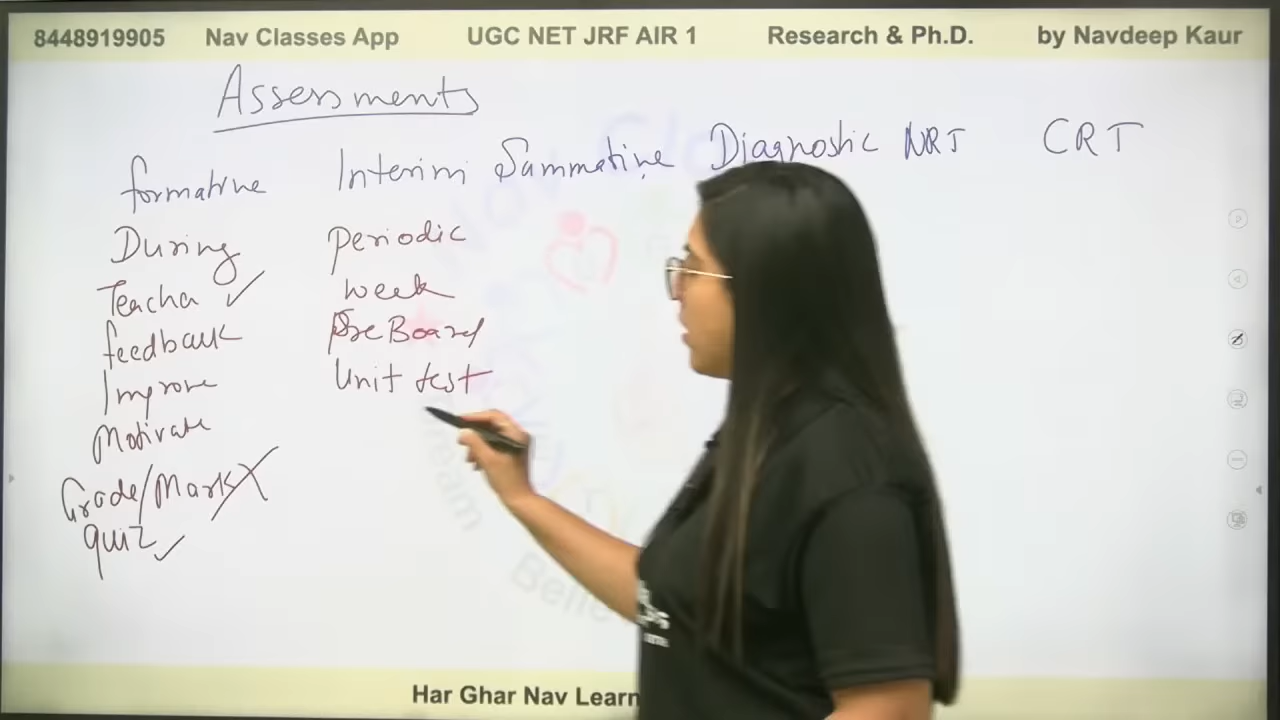 8448919905 Nav Classes App UGC NET JRF AIR 1 Research & Ph.D. by Navdeep Kaur
Assessments
formative Interim Summative Diagnostic NRT CRT
During Periodic
Teacher week
feedback Pre Board
Improve Unit test
Motivate
Grade/Marks
quiz
Har Ghar Nav Learn